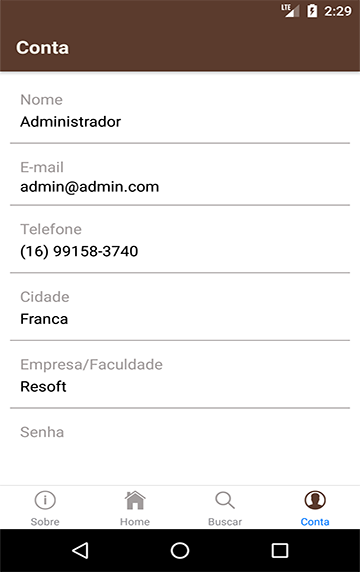 LTE 2:29
Conta
Nome
Administrador
E-mail
admin@admin.com
Telefone
(16) 99158-3740
Cidade
Franca
Empresa/Faculdade
Resoft
Senha
Sobre Home Buscar Conta